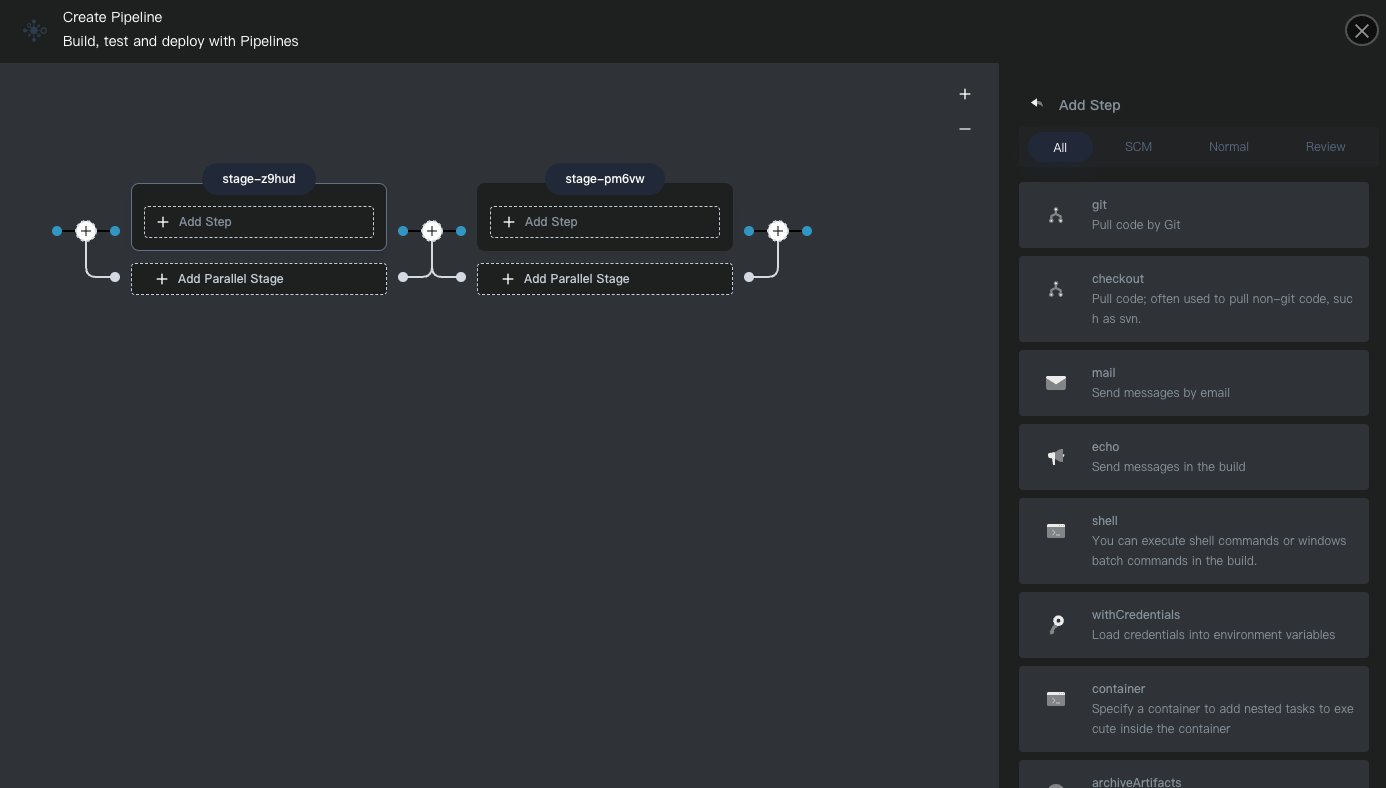 Create Pipeline
Build, test and deploy with Pipelines
stage-z9hud
Add Step
Add Parallel Stage
stage-pm6vw
Add Step
Add Parallel Stage
Add Step
All
SCM
Normal
Review
git
Pull code by Git
checkout
Pull code; often used to pull non-git code, suc
h as svn.
mail
Send messages by email
echo
Send messages in the build
shell
You can execute shell commands or windows
batch commands in the build.
withCredentials
Load credentials into environment variables
container
Specify a container to add nested tasks to exe
cute inside the container
archiveArtifacts